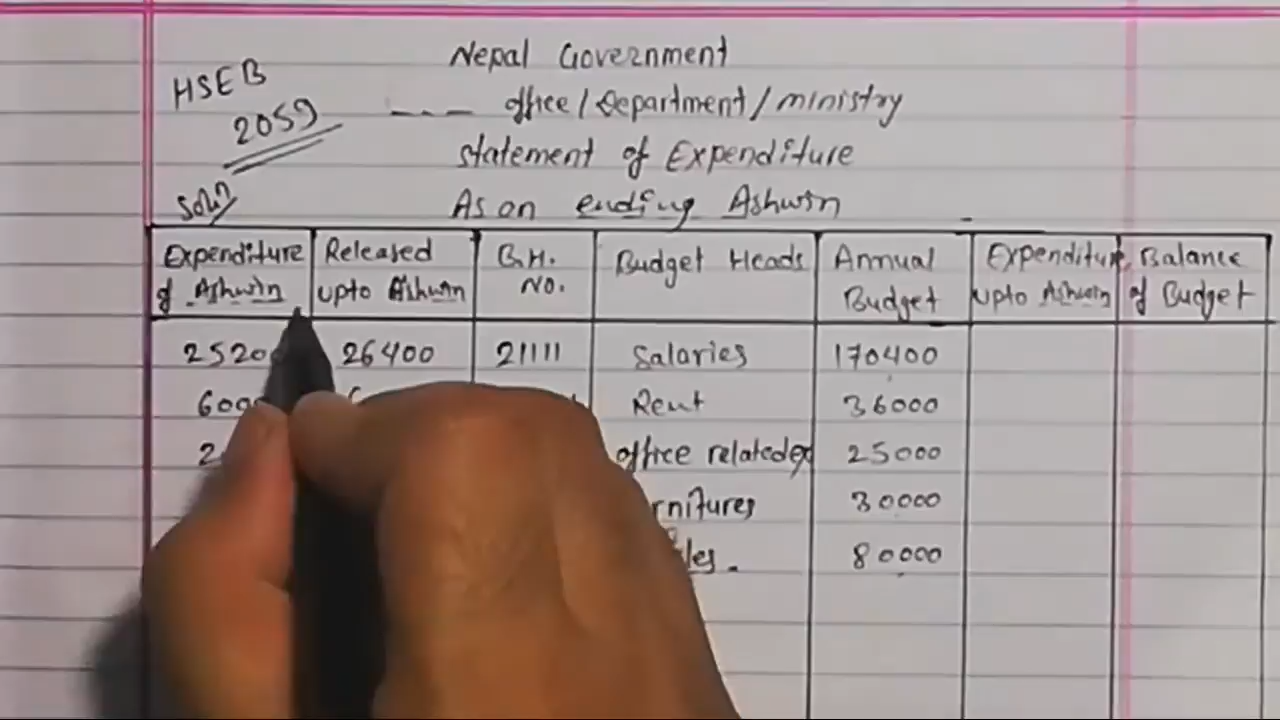 Nepal Government
HSEB
2059
---- office/Department/ministry
statement of Expenditure
Soln
As on ending Ashwin
Expenditure of Ashwin Released upto Ashwin B.H. No. Budget Heads Annual Budget Expenditure upto Ashwin Balance of Budget
26400 21111 Salaries 170400
Rent 36000
office related 25000
30000
80000